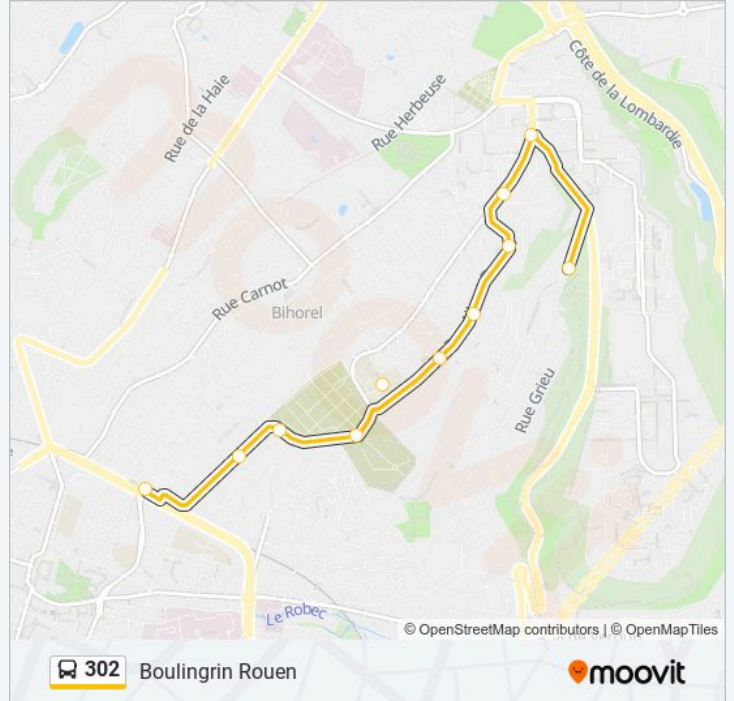 Côte de la Lombardie
Rue de la Haie
Rue Herbeuse
Rue Carnot
Bihorel
Rue Grieu
Le Robec
© OpenStreetMap contributors | © OpenMapTiles
302 Boulingrin Rouen
moovit